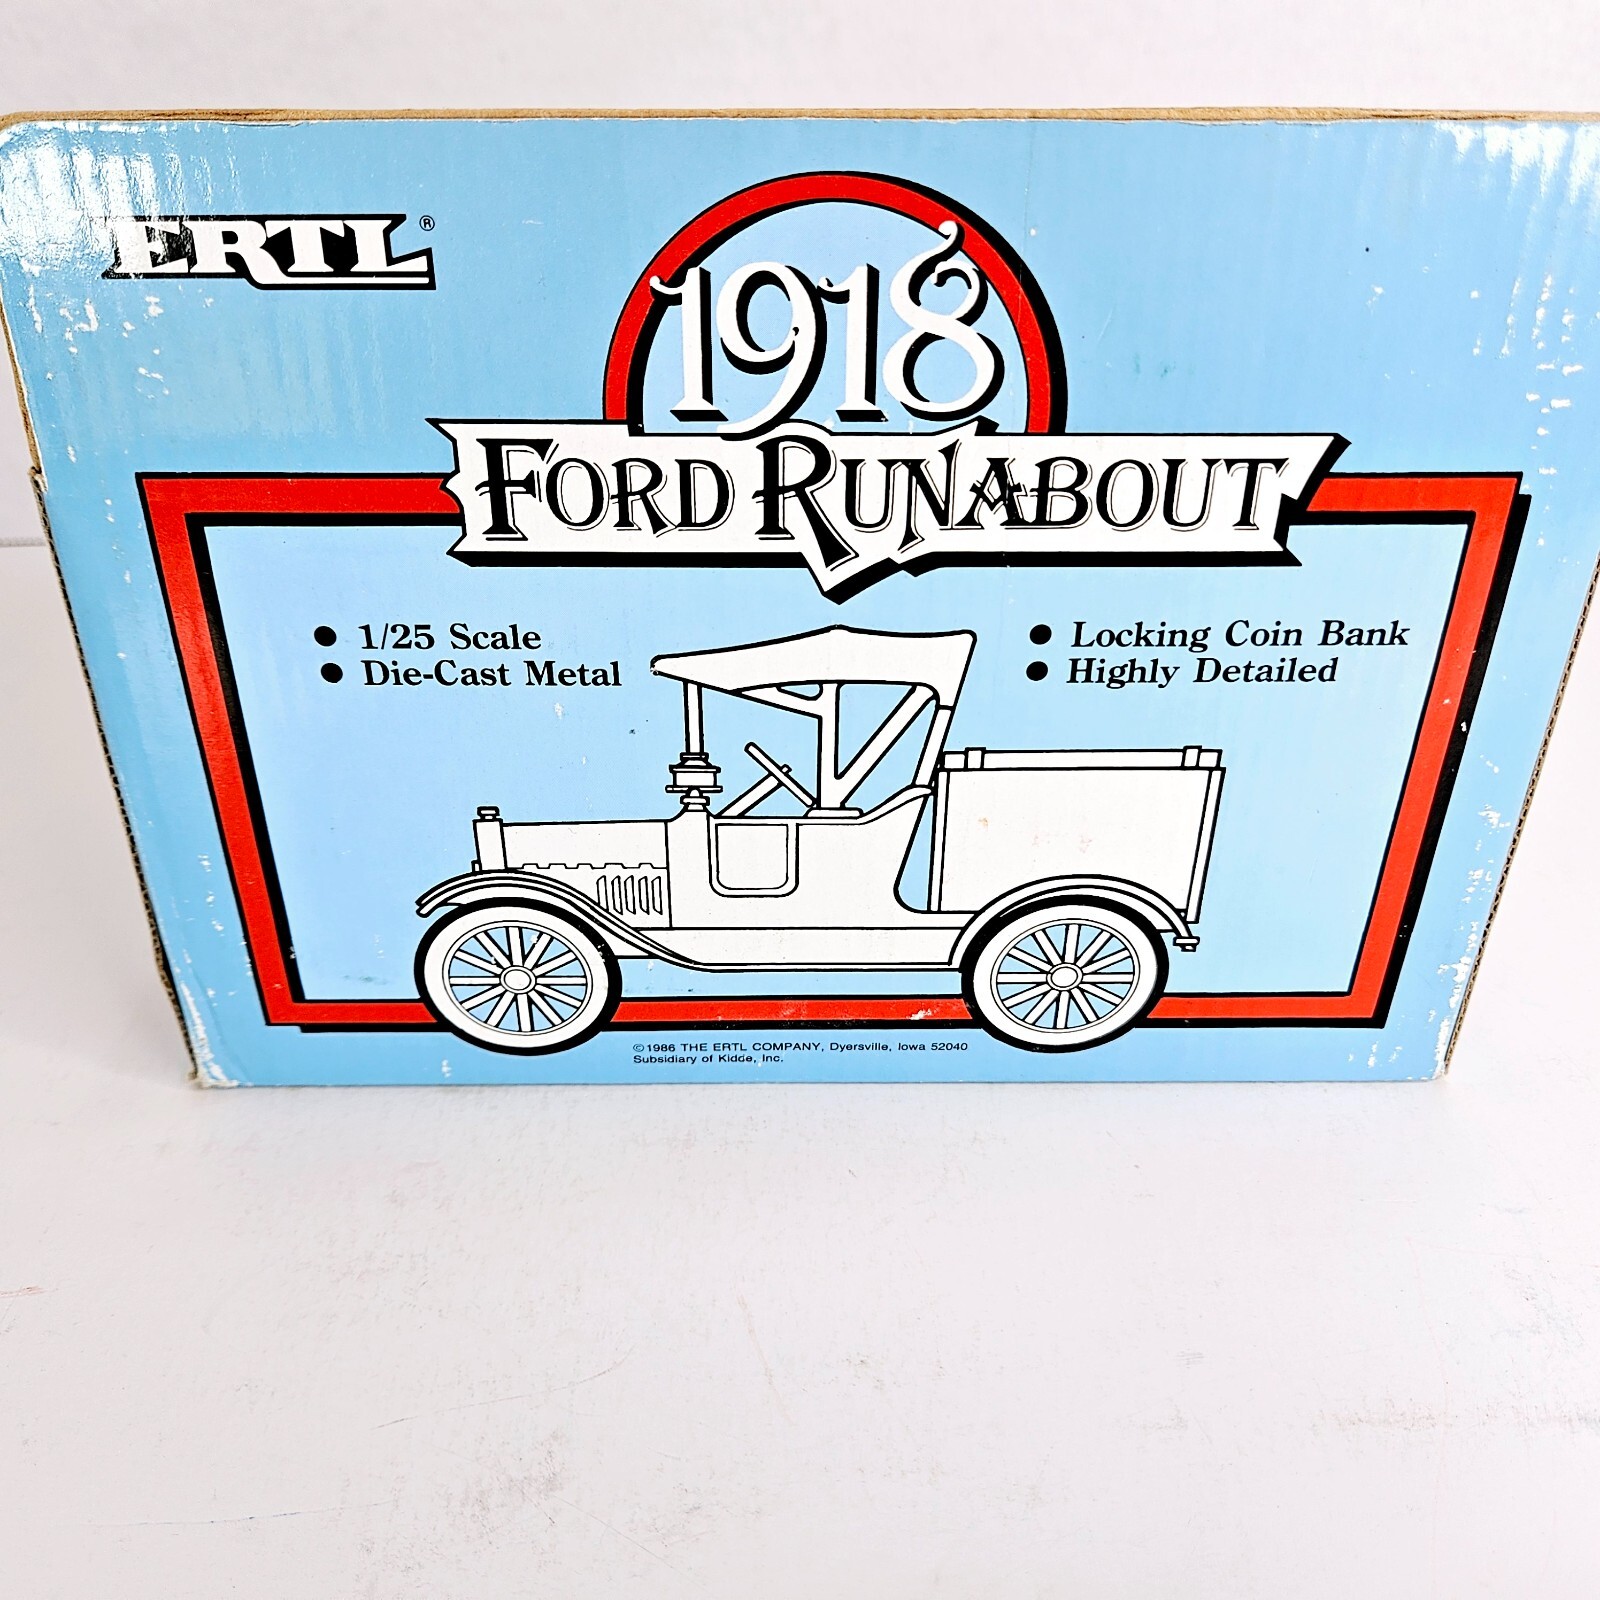 ERTL®
1918
FORD RUNABOUT
● 1/25 Scale
● Die-Cast Metal
● Locking Coin Bank
● Highly Detailed
©1986 THE ERTL COMPANY, Dyersville, Iowa 52040
Subsidiary of Kidde, Inc.